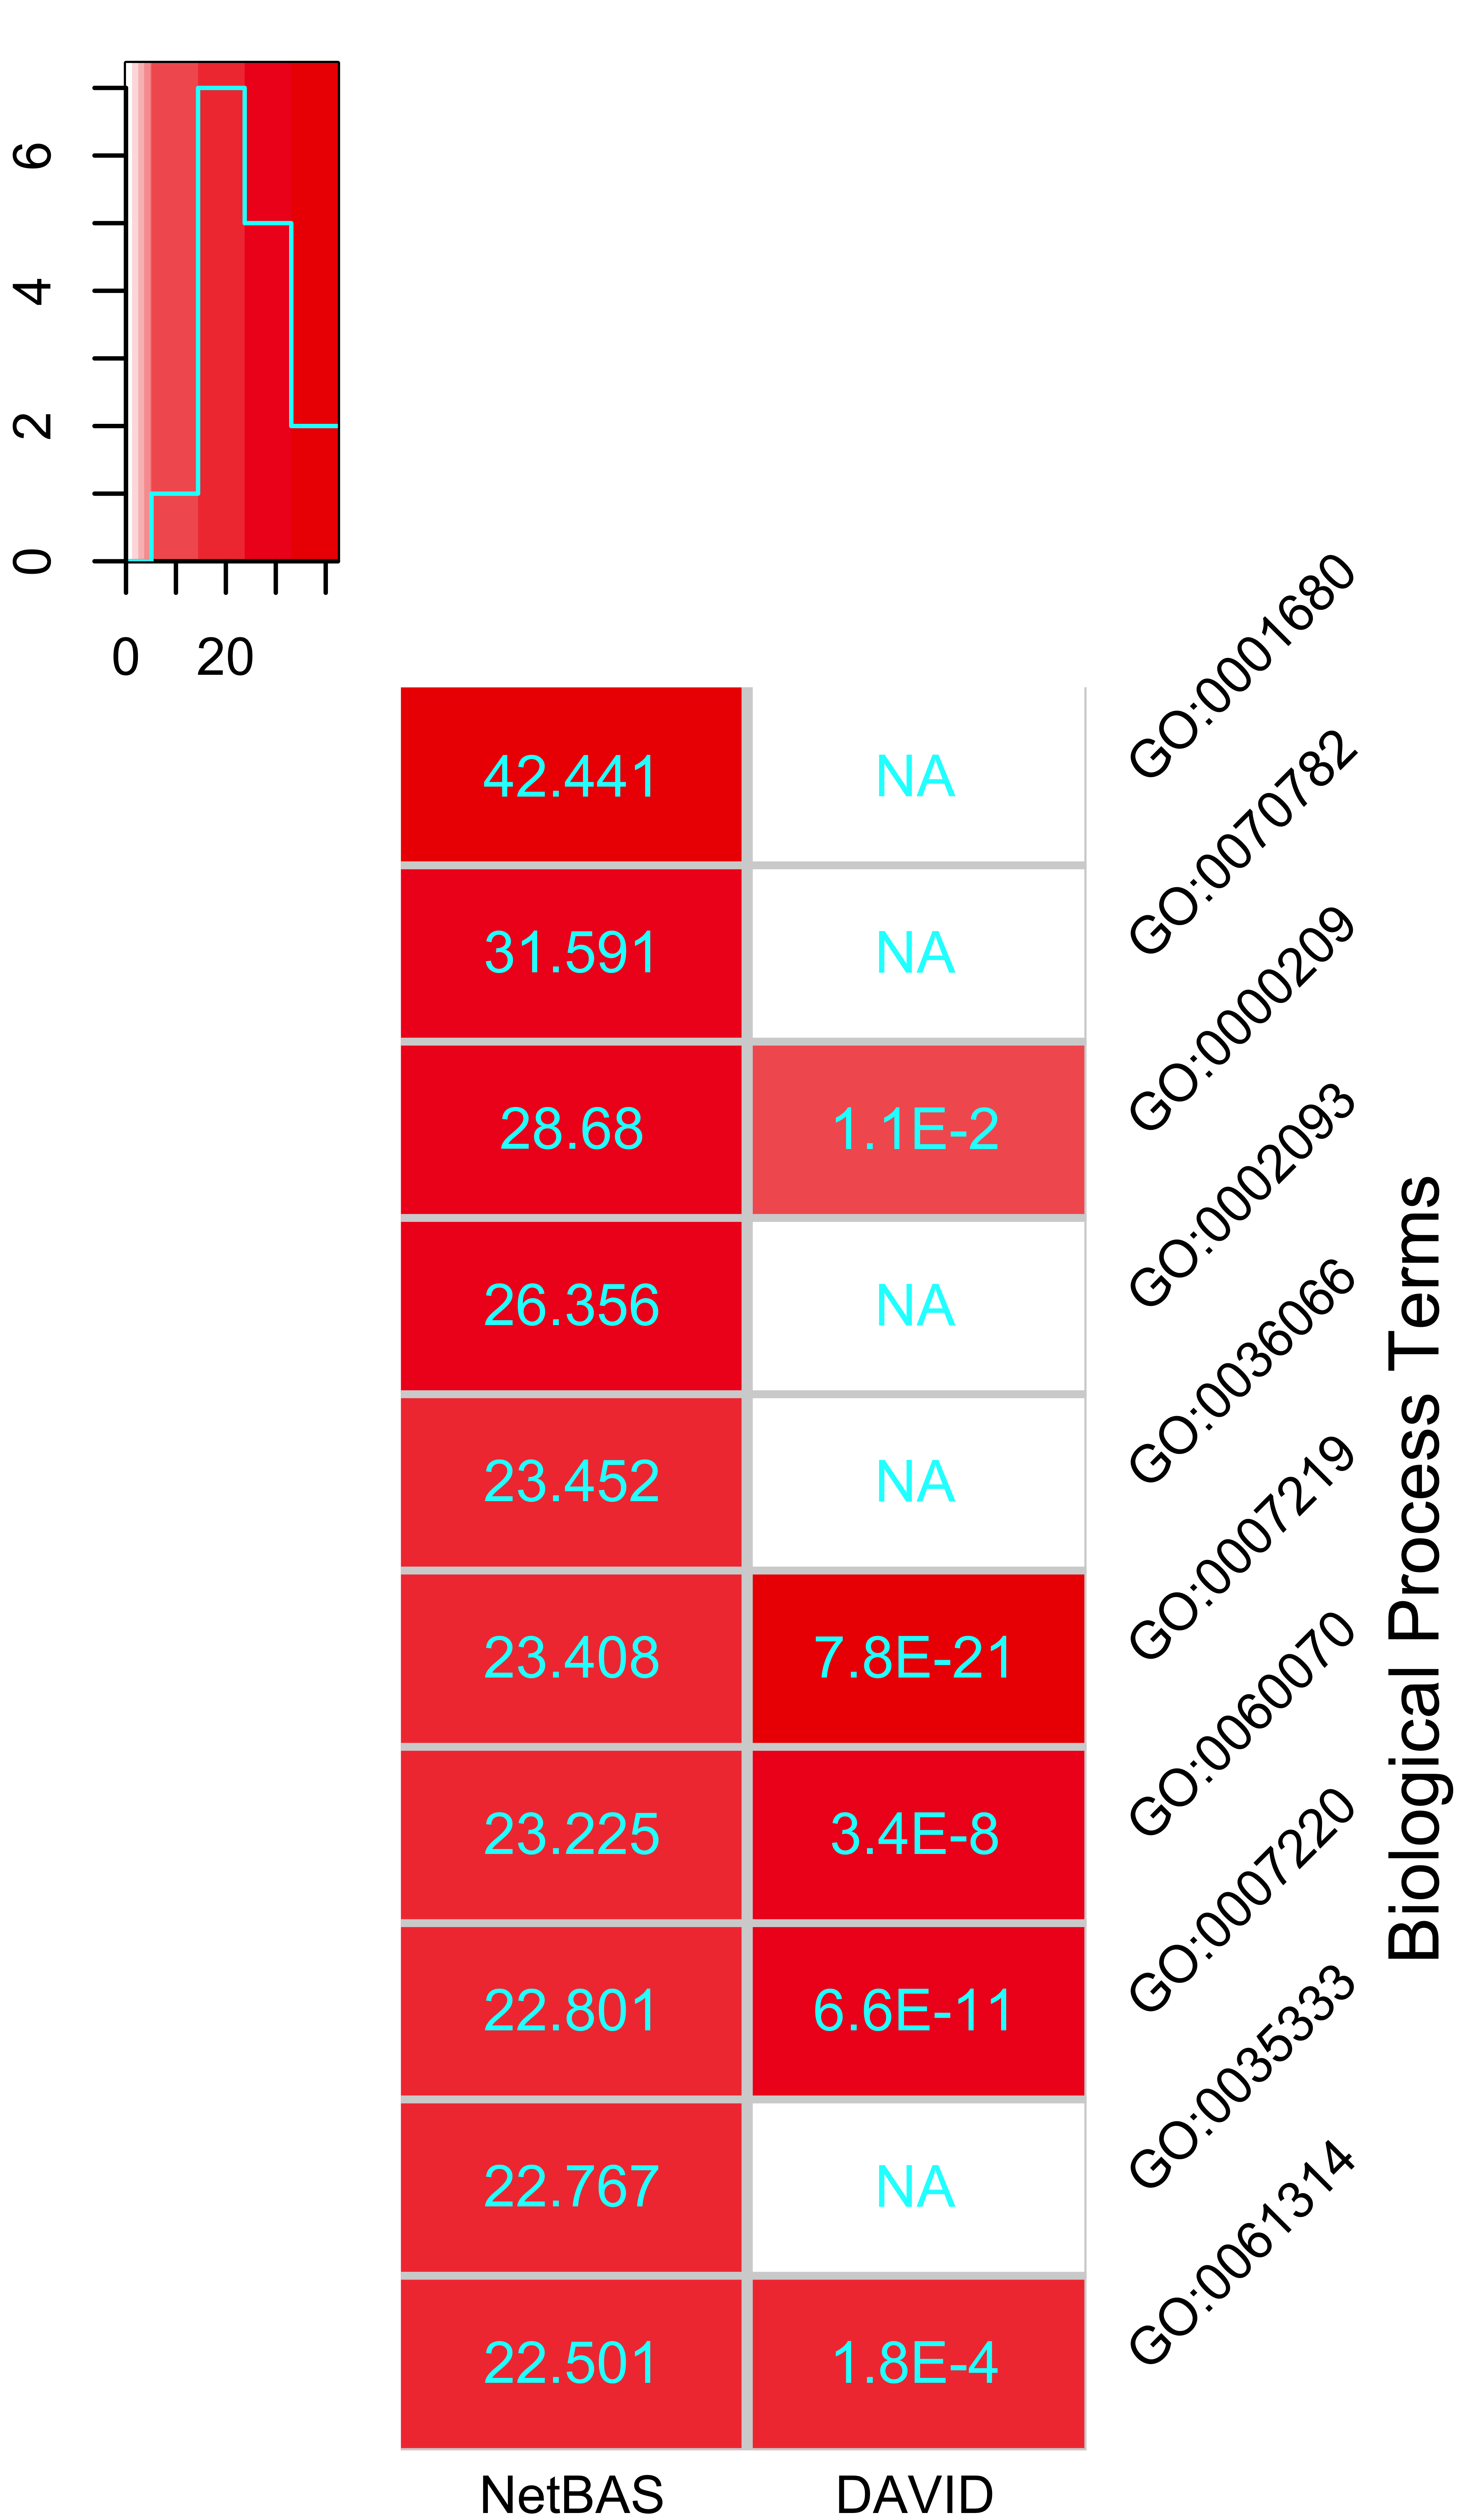 6
4
2
0
0 20
GO:0001680
42.441 NA
GO:0070782
31.591 NA
GO:0000209
28.68 1.1E-2
GO:0002093
26.356 NA
GO:0036066
23.452 NA
GO:0007219
23.408 7.8E-21
GO:0060070
23.225 3.4E-8
GO:0007220
22.801 6.6E-11
GO:0035333
22.767 NA
GO:0061314
22.501 1.8E-4
NetBAS DAVID
Biological Process Terms